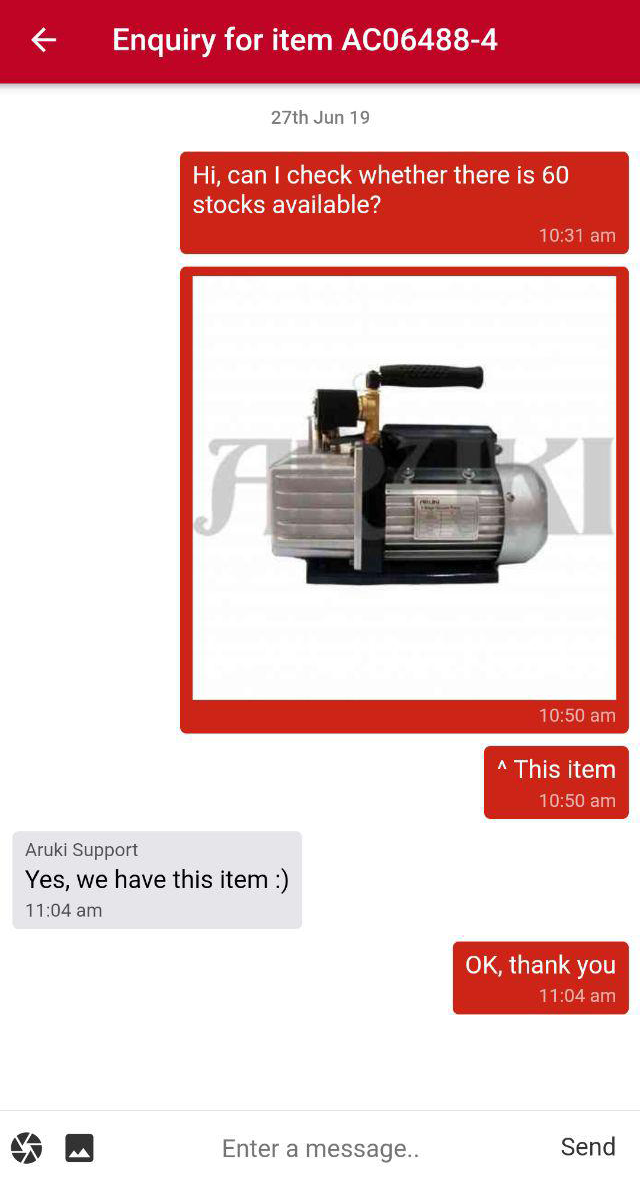 Enquiry for item AC06488-4
27th Jun 19
Hi, can I check whether there is 60
stocks available?
10:31 am
ARUKI
10:50 am
^ This item
10:50 am
Aruki Support
Yes, we have this item :)
11:04 am
OK, thank you
11:04 am
Enter a message..
Send